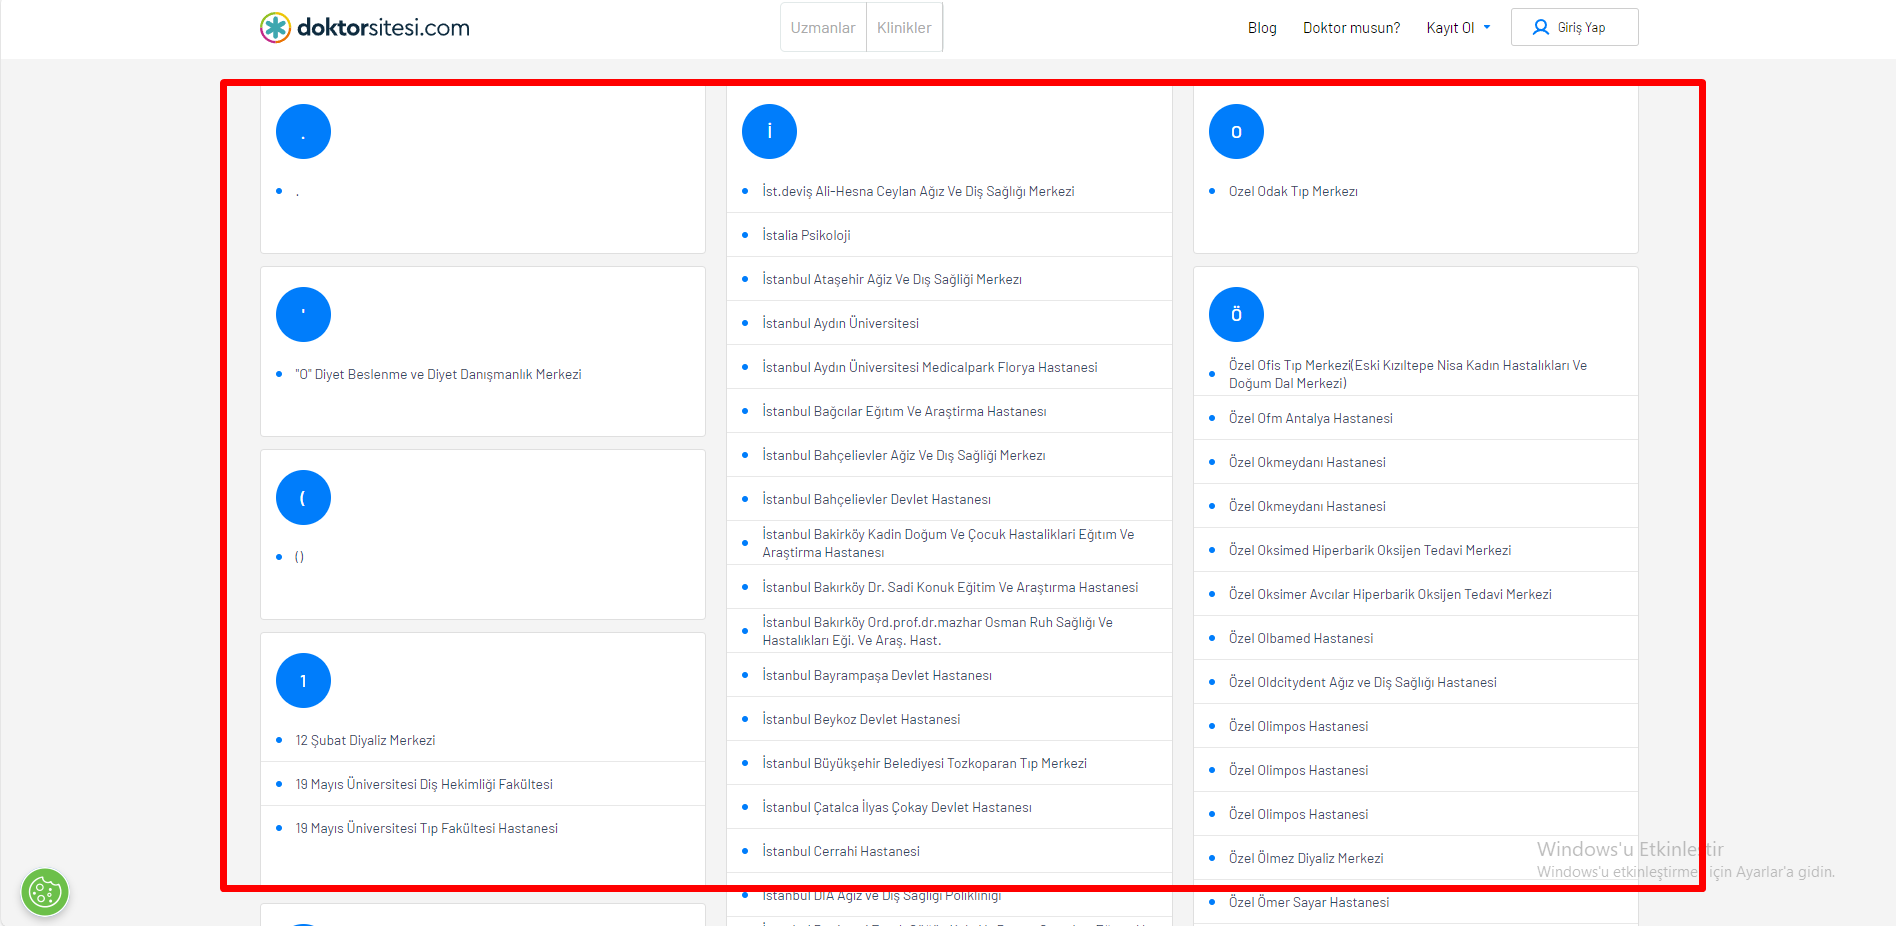 doktorsitesi.com
Uzmanlar
Klinikler
Blog
Doktor musun?
Kayıt Ol
Giriş Yap
.
.
'
"O" Diyet Beslenme ve Diyet Danışmanlık Merkezi
(
()
1
12 Şubat Diyaliz Merkezi
19 Mayıs Üniversitesi Diş Hekimliği Fakültesi
19 Mayıs Üniversitesi Tıp Fakültesi Hastanesi
İ
İst.deviş Ali-Hesna Ceylan Ağız Ve Diş Sağlığı Merkezi
İstalia Psikoloji
İstanbul Ataşehir Ağiz Ve Dış Sağliği Merkezı
İstanbul Aydın Üniversitesi
İstanbul Aydın Üniversitesi Medicalpark Florya Hastanesi
İstanbul Bağcılar Eğıtım Ve Araştirma Hastanesı
İstanbul Bahçelievler Ağiz Ve Dış Sağliği Merkezı
İstanbul Bahçelievler Devlet Hastanesı
İstanbul Bakirköy Kadin Doğum Ve Çocuk Hastaliklari Eğıtım Ve
Araştirma Hastanesı
İstanbul Bakırköy Dr. Sadi Konuk Eğitim Ve Araştırma Hastanesi
İstanbul Bakırköy Ord.prof.dr.mazhar Osman Ruh Sağlığı Ve
Hastalıkları Eği. Ve Araş. Hast.
İstanbul Bayrampaşa Devlet Hastanesı
İstanbul Beykoz Devlet Hastanesi
İstanbul Büyükşehir Belediyesi Tozkoparan Tıp Merkezi
İstanbul Çatalca İlyas Çokay Devlet Hastanesı
İstanbul Cerrahi Hastanesi
İstanbul DİA Ağız ve Diş Sağlığı Polikliniği
O
Ozel Odak Tıp Merkezı
Ö
Özel Ofis Tıp Merkezi(Eski Kızıltepe Nisa Kadın Hastalıkları Ve
Doğum Dal Merkezi)
Özel Ofm Antalya Hastanesi
Özel Okmeydanı Hastanesi
Özel Okmeydanı Hastanesi
Özel Oksimed Hiperbarik Oksijen Tedavi Merkezi
Özel Oksimer Avcılar Hiperbarik Oksijen Tedavi Merkezi
Özel Olbamed Hastanesi
Özel Oldcitydent Ağız ve Diş Sağlığı Hastanesi
Özel Olimpos Hastanesi
Özel Olimpos Hastanesi
Özel Olimpos Hastanesi
Özel Ölmez Diyaliz Merkezi
Özel Ömer Sayar Hastanesi
Windows'u Etkinleştir
Windows'u etkinleştirmek için Ayarlar'a gidin.